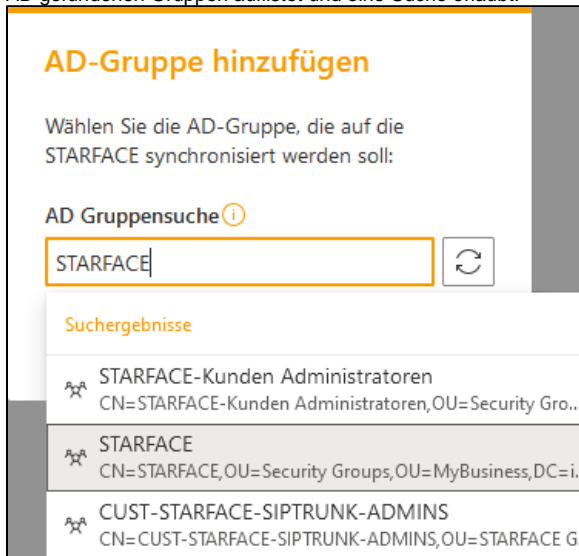 AD-Gruppe hinzufügen
Wählen Sie die AD-Gruppe, die auf die
STARFACE synchronisiert werden soll:
AD Gruppensuche
STARFACE
Suchergebnisse
STARFACE-Kunden Administratoren
CN=STARFACE-Kunden Administratoren,OU=Security Gro...
STARFACE
CN=STARFACE,OU=Security Groups,OU=MyBusiness,DC=i...
CUST-STARFACE-SIPTRUNK-ADMINS
CN=CUST-STARFACE-SIPTRUNK-ADMINS,OU=STARFACE G